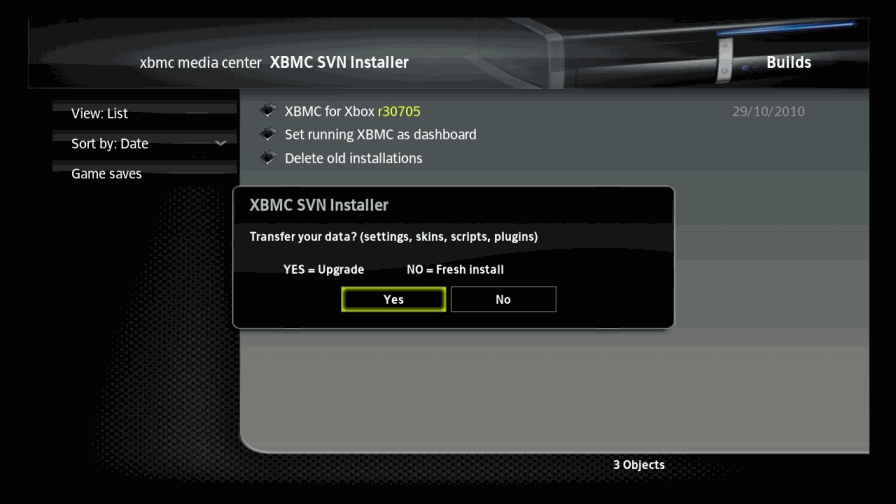 xbmc media center XBMC SVN Installer
Builds
View: List
Sort by: Date
Game saves
XBMC for Xbox r30705 29/10/2010
Set running XBMC as dashboard
Delete old installations
XBMC SVN Installer
Transfer your data? (settings, skins, scripts, plugins)
YES = Upgrade NO = Fresh install
Yes No
3 Objects